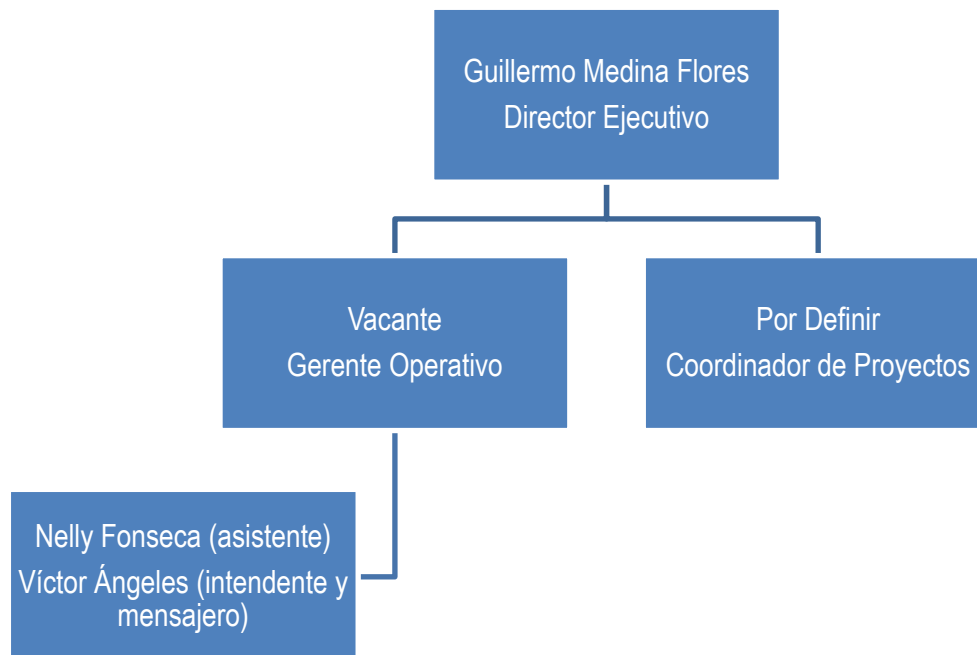 Guillermo Medina Flores
Director Ejecutivo
Vacante
Gerente Operativo
Por Definir
Coordinador de Proyectos
Nelly Fonseca (asistente)
Víctor Ángeles (intendente y
mensajero)